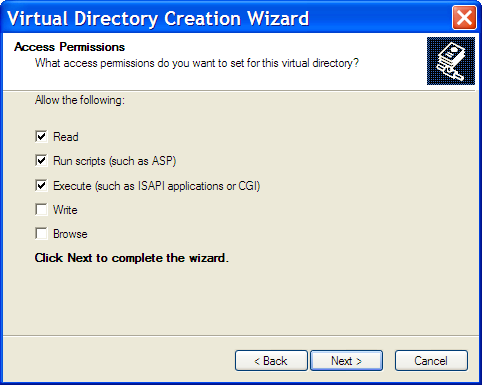 Virtual Directory Creation Wizard
Access Permissions
What access permissions do you want to set for this virtual directory?
Allow the following:
Read
Run scripts (such as ASP)
Execute (such as ISAPI applications or CGI)
Write
Browse
Click Next to complete the wizard.
< Back
Next >
Cancel